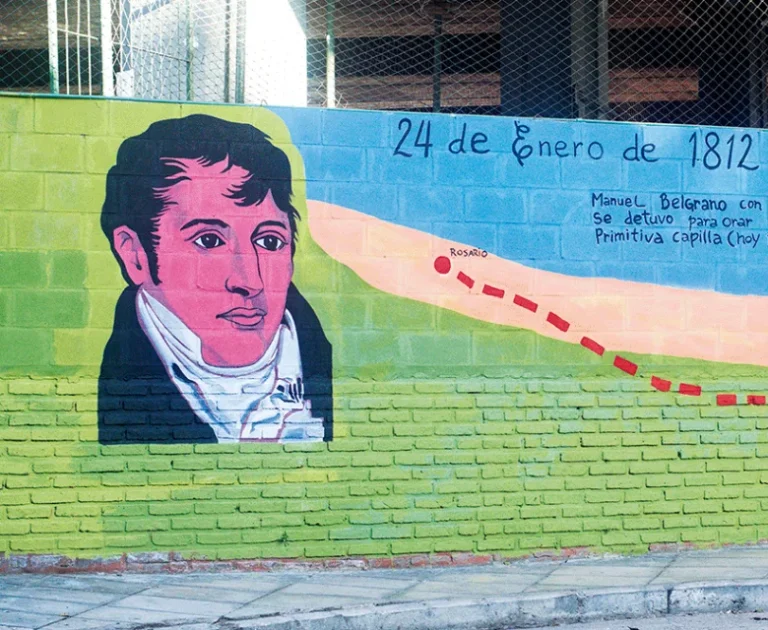 24 de Enero de 1812
Manuel Belgrano con
se detuvo para orar
Primitiva capilla (hoy
ROSARIO